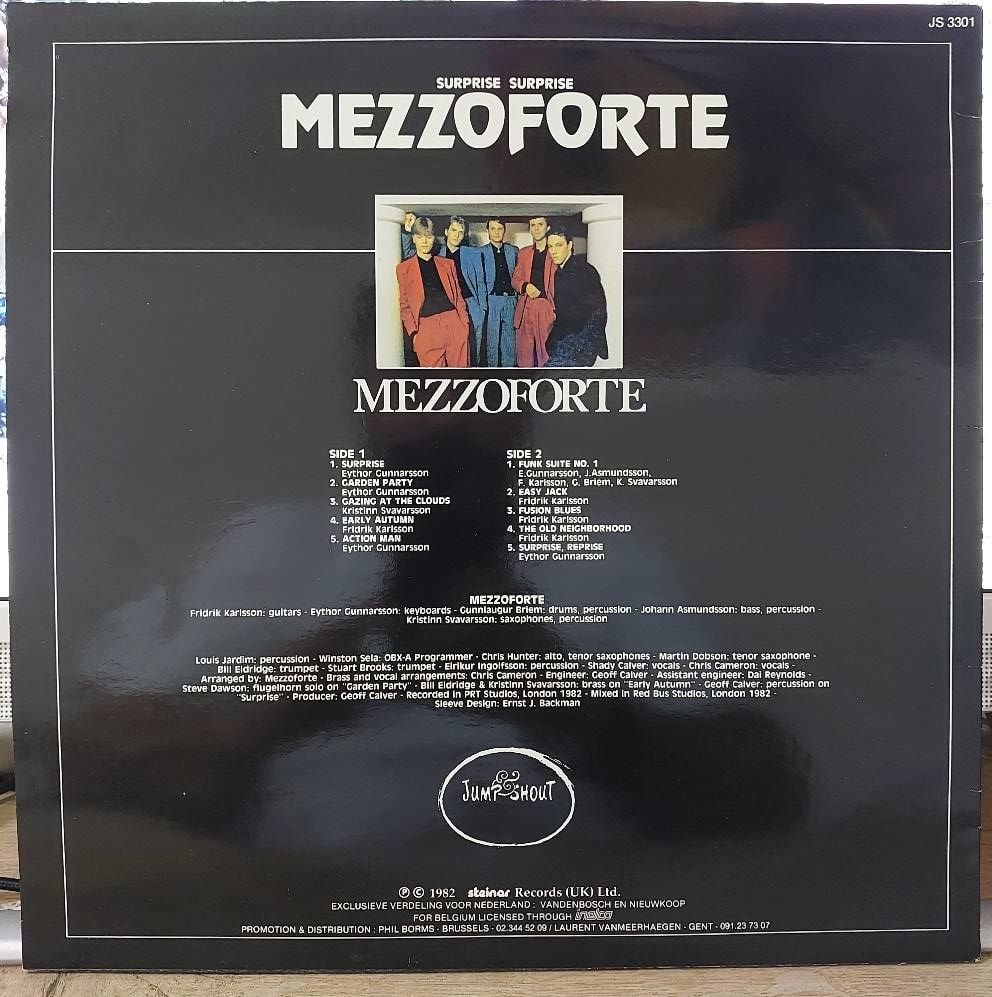 JS 3301
SURPRISE SURPRISE
MEZZOFORTE
MEZZOFORTE
SIDE 1
1. SURPRISE
Eythor Gunnarsson
2. GARDEN PARTY
Eythor Gunnarsson
3. GAZING AT THE CLOUDS
Kristinn Svavarsson
4. EARLY AUTUMN
Fridrik Karlsson
5. ACTION MAN
Eythor Gunnarsson
SIDE 2
1. FUNK SUITE NO. 1
E.Gunnarsson, J.Asmundsson,
F. Karlsson, G. Briem, K. Svavarsson
2. EASY JACK
Fridrik Karlsson
3. FUSION BLUES
Fridrik Karlsson
4. THE OLD NEIGHBORHOOD
Fridrik Karlsson
5. SURPRISE, REPRISE
Eythor Gunnarsson
MEZZOFORTE
Fridrik Karlsson: guitars - Eythor Gunnarsson: keyboards - Gunnlaugur Briem: drums, percussion - Johann Asmundsson: bass, percussion -
Kristinn Svavarsson: saxophones, percussion
Louis Jardim: percussion - Winston Sela: OBX-A Programmer - Chris Hunter: alto, tenor saxophones - Martin Dobson: tenor saxophone -
Bill Eldridge: trumpet - Stuart Brooks: trumpet - Eirikur Ingolfsson: percussion - Shady Calver: vocals - Chris Cameron: vocals -
Arranged by: Mezzoforte - Brass and vocal arrangements: Chris Cameron - Engineer: Geoff Calver - Assistant engineer: Dai Reynolds -
Steve Dawson: flugelhorn solo on "Garden Party" - Bill Eldridge & Kristinn Svavarsson: brass on "Early Autumn" - Geoff Calver: percussion on
"Surprise" - Producer: Geoff Calver - Recorded in PRT Studios, London 1982 - Mixed in Red Bus Studios, London 1982 -
Sleeve Design: Ernst J. Backman
JUMP & SHOUT
℗ © 1982 steinar Records (UK) Ltd.
EXCLUSIEVE VERDELING VOOR NEDERLAND : VANDENBOSCH EN NIEUWKOOP
FOR BELGIUM LICENSED THROUGH inelco
PROMOTION & DISTRIBUTION : PHIL BORMS - BRUSSELS - 02.344 52 09 / LAURENT VANMEERHAEGEN - GENT - 091.23 73 07